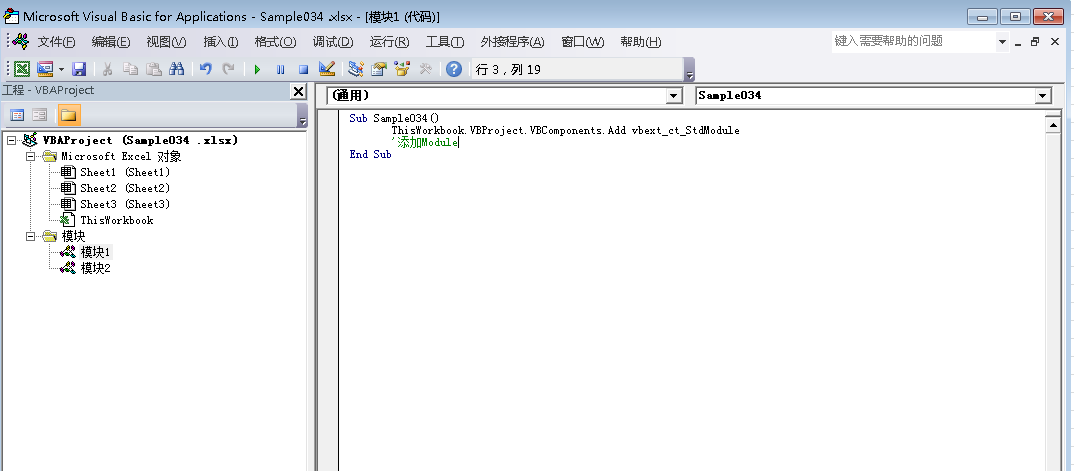 Microsoft Visual Basic for Applications - Sample034 .xlsx - [模块1 (代码)]
文件(F) 编辑(E) 视图(V) 插入(I) 格式(O) 调试(D) 运行(R) 工具(T) 外接程序(A) 窗口(W) 帮助(H) 键入需要帮助的问题
行 3 , 列 19
工程 - VBAProject
(通用) Sample034
VBAProject (Sample034 .xlsx)
Microsoft Excel 对象
Sheet1 (Sheet1)
Sheet2 (Sheet2)
Sheet3 (Sheet3)
ThisWorkbook
模块
模块1
模块2
Sub Sample034()
ThisWorkbook.VBProject.VBComponents.Add vbext_ct_StdModule
'添加Module
End Sub